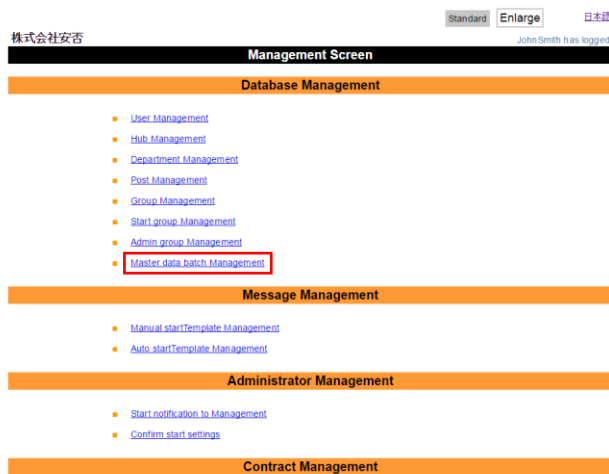 Standard Enlarge 日本語
株式会社安否 JohnSmith has logged
Management Screen
Database Management
User Management
Hub Management
Department Management
Post Management
Group Management
Start group Management
Admin group Management
Master data batch Management
Message Management
Manual startTemplate Management
Auto startTemplate Management
Administrator Management
Start notification to Management
Confirm start settings
Contract Management